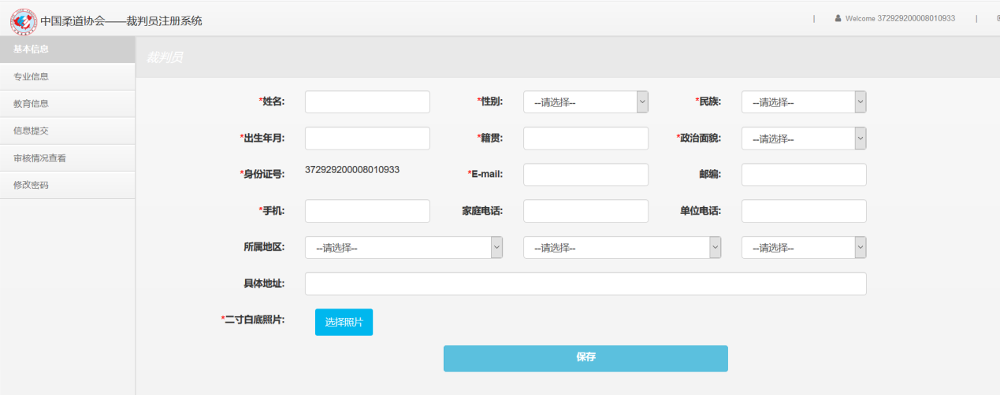 中国柔道协会——裁判员注册系统
| Welcome 372929200008010933 |
基本信息
裁判员
专业信息
教育信息
信息提交
审核情况查看
修改密码
*姓名: *性别: --请选择-- *民族: --请选择--
*出生年月: *籍贯: *政治面貌: --请选择--
*身份证号: 372929200008010933 *E-mail: 邮编:
*手机: 家庭电话: 单位电话:
所属地区: --请选择-- --请选择-- --请选择--
具体地址:
*二寸白底照片: 选择照片
保存